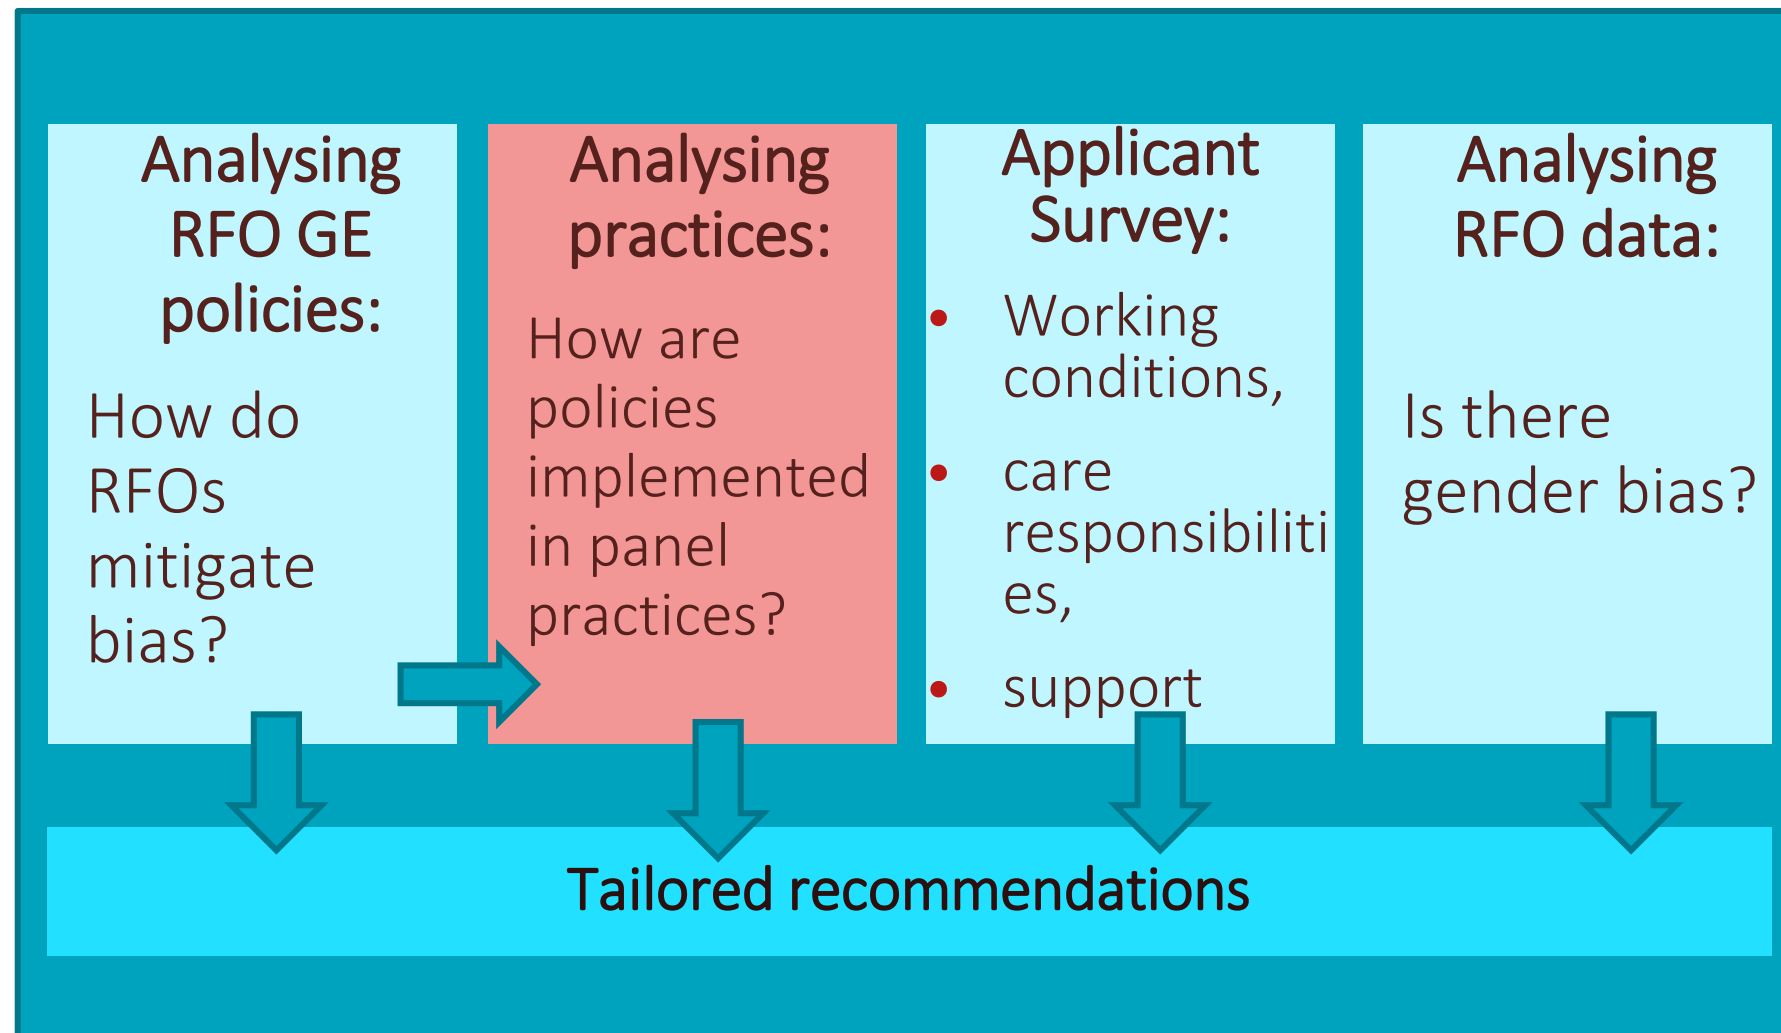 Analysing
RFO GE
policies:
How do
RFOs
mitigate
bias?
Analysing
practices:
How are
policies
implemented
in panel
practices?
Applicant
Survey:
• Working
conditions,
• care
responsibiliti
es,
• support
Analysing
RFO data:
Is there
gender bias?
Tailored recommendations